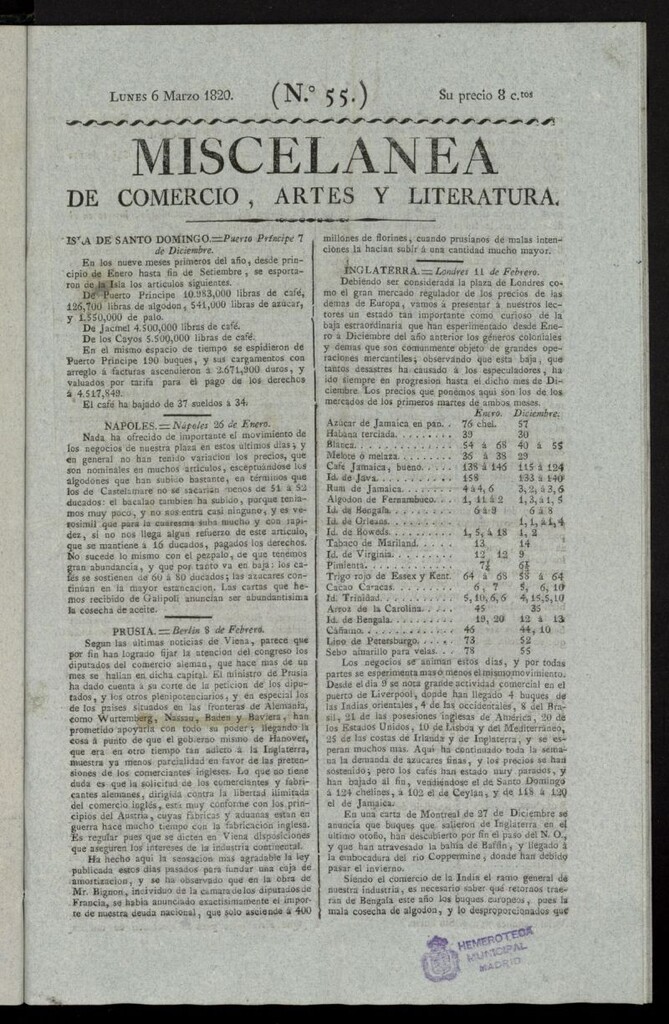 Lunes 6 Marzo 1820.
(N.º 55.)
Su precio 8 c.tos
MISCELANEA
DE COMERCIO, ARTES Y LITERATURA.
ISLA DE SANTO DOMINGO.=Puerto Príncipe 7
de Diciembre.
En los nueve meses primeros del año, desde prin-
cipio de Enero hasta fin de Setiembre, se esporta-
ron de la Isla los artículos siguientes.
De Puerto Príncipe 10.983,000 libras de café,
126,700 libras de algodon, 541,000 libras de azucar,
y 1.550,000 de palo.
De Jacmel 4.500,000 libras de café.
De los Cayos 5.500,000 libras de café.
En el mismo espacio de tiempo se espidieron de
Puerto Príncipe 190 buques, y sus cargamentos con
arreglo á facturas ascendieron á 2.671,900 duros, y
valuados por tarifa para el pago de los derechos
á 4.517,849.
El café ha bajado de 37 sueldos á 34.
NAPOLES.=Nápoles 26 de Enero.
Nada ha ofrecido de importante el movimiento de
los negocios de nuestra plaza en estos últimos dias; y
en general no han tenido variacion los precios, que
son nominales en muchos artículos, esceptuándose los
algodones que han subido bastante, en términos que
los de Castelamare no se sacarían menos de 51 á 52
ducados: el bacalao tambien ha subido, porque tenia-
mos muy poco, y no nos entra casi ninguno, y es ve-
rosimil que para la cuaresma suba mucho y con rapi-
dez, si no nos llega algun refuerzo de este artículo,
que se mantiene á 16 ducados, pagados los derechos.
No sucede lo mismo con el pezpalo, de que tenemos
gran abundancia, y que por tanto va en baja: los ca-
fés se sostienen de 60 á 80 ducados; las azucares con-
tinúan en la mayor estancacion. Las cartas que he-
mos recibido de Galípoli anuncian ser abundantísima
la cosecha de aceite.
PRUSIA.=Berlin 8 de Febrero.
Segun las últimas noticias de Viena, parece que
por fin han logrado fijar la atencion del congreso los
diputados del comercio aleman, que hace mas de un
mes se hallan en dicha capital. El ministro de Prusia
ha dado cuenta á su corte de la peticion de los dipu-
tados, y los otros plenipotenciarios, y en especial los
de los paises situados en las fronteras de Alemania,
como Wurtemberg, Nassau, Baden y Baviera, han
prometido apoyarla con todo su poder; llegando la
cosa á punto de que el gobierno mismo de Hanover,
que era en otro tiempo tan adicto á la Inglaterra,
muestra ya menos parcialidad en favor de las preten-
siones de los comerciantes ingleses. Lo que no tiene
duda es que la solicitud de los comerciantes y fabri-
cantes alemanes, dirigida contra la libertad ilimitada
del comercio inglés, está muy conforme con los prin-
cipios del Austria, cuyas fábricas y aduanas estan en
guerra hace mucho tiempo con la fabricacion inglesa.
Es regular pues que se dicten en Viena disposiciones
que aseguren los intereses de la industria continental.
Ha hecho aquí la sensacion mas agradable la ley
publicada estos dias pasados para fundar una caja de
amortizacion, y se ha observado que en la obra de
Mr. Bignon, individuo de la cámara de los diputados de
Francia, se habia anunciado exactísimamente el impor-
te de nuestra deuda nacional, que solo asciende á 400
millones de florines, cuando prusianos de malas inten-
ciones la hacian subir á una cantidad mucho mayor.
INGLATERRA.=Londres 11 de Febrero.
Debiendo ser considerada la plaza de Londres co-
mo el gran mercado regulador de los precios de las
demas de Europa, vamos á presentar á nuestros lec-
tores un estado tan importante como curioso de la
baja estraordinaria que han esperimentado desde Ene-
ro á Diciembre del año anterior los géneros coloniales
y demas que son comunmente objeto de grandes ope-
raciones mercantiles; observando que esta baja, que
tantos desastres ha causado á los especuladores, ha
ido siempre en progresion hasta el dicho mes de Di-
ciembre. Los precios que ponemos aqui son los de los
mercados de los primeros martes de ambos meses.
Enero. Diciembre.
Azucar de Jamaica en pan. . 76 chel. 57
Habana terciada. . . . . . . . 39 30
Blanca. . . . . . . . . . . . . 54 á 68 40 á 55
Melote ó melaza. . . . . . . . 36 á 38 29
Café Jamaica, bueno. . . . . . 138 á 146 115 á 124
Id. de Java. . . . . . . . . . 158 133 á 140
Rum de Jamaica. . . . . . . . 4 á 4,6 3,2 á 3,6
Algodon de Pernambuco. . . . 1, 11 á 2 1,3 á 1,5
Id. de Bengala. . . . . . . . . 6 á 9 6 á 8
Id. de Orleans. . . . . . . . . 1,1, á 1,4
Id. de Boweds. . . . . . . . . 1,5, á 18 1, 2
Tabaco de Mariland. . . . . . 13 14
Id. de Virginia. . . . . . . . . 12 12 9
Pimienta. . . . . . . . . . . . 7½ 6½
Trigo rojo de Essex y Kent. 64 á 68 58 á 64
Cacao Caracas. . . . . . . . . 6, 7 5, 6, 10
Id. Trinidad. . . . . . . . . . 5, 10, 6, 6 4, 15, 5, 10
Arros de la Carolina. . . . . . 45 35
Id. de Bengala. . . . . . . . . 19, 20 12 á 13
Cáñamo. . . . . . . . . . . . . 46 44, 10
Lino de Petersburgo. . . . . . 73 52
Sebo amarillo para velas. . . . 78 55
Los negocios se animan estos dias, y por todas
partes se esperimenta mas ó menos el mismo movimiento.
Desde el dia 9 se nota grande actividad comercial en el
puerto de Liverpool, donde han llegado 4 buques de
las Indias orientales, 4 de las occidentales, 8 del Bra-
sil, 21 de las posesiones inglesas de América, 20 de
los Estados Unidos, 10 de Lisboa y del Mediterráneo,
25 de las costas de Irlanda y de Inglaterra, y se es-
peran muchos mas. Aquí ha continuado toda la sema-
na la demanda de azucares finas, y los precios se han
sostenido; pero los cafés han estado muy parados, y
han bajado al fin, vendiéndose el de Santo Domingo
á 124 chelines, á 102 el de Ceylan, y de 118 á 120
el de Jamaica.
En una carta de Montreal de 27 de Diciembre se
anuncia que buques que salieron de Inglaterra en el
último otoño, han descubierto por fin el paso del N. O.,
y que han atravesado la bahía de Baffin, y llegado á
la embocadura del rio Coppermine, donde han debido
pasar el invierno.
Siendo el comercio de la India el ramo general de
nuestra industria, es necesario saber qué retornos trae-
rán de Bengala este año los buques europeos, pues la
mala cosecha de algodon, y lo desproporcionados que
HEMEROTECA
MUNICIPAL
MADRID